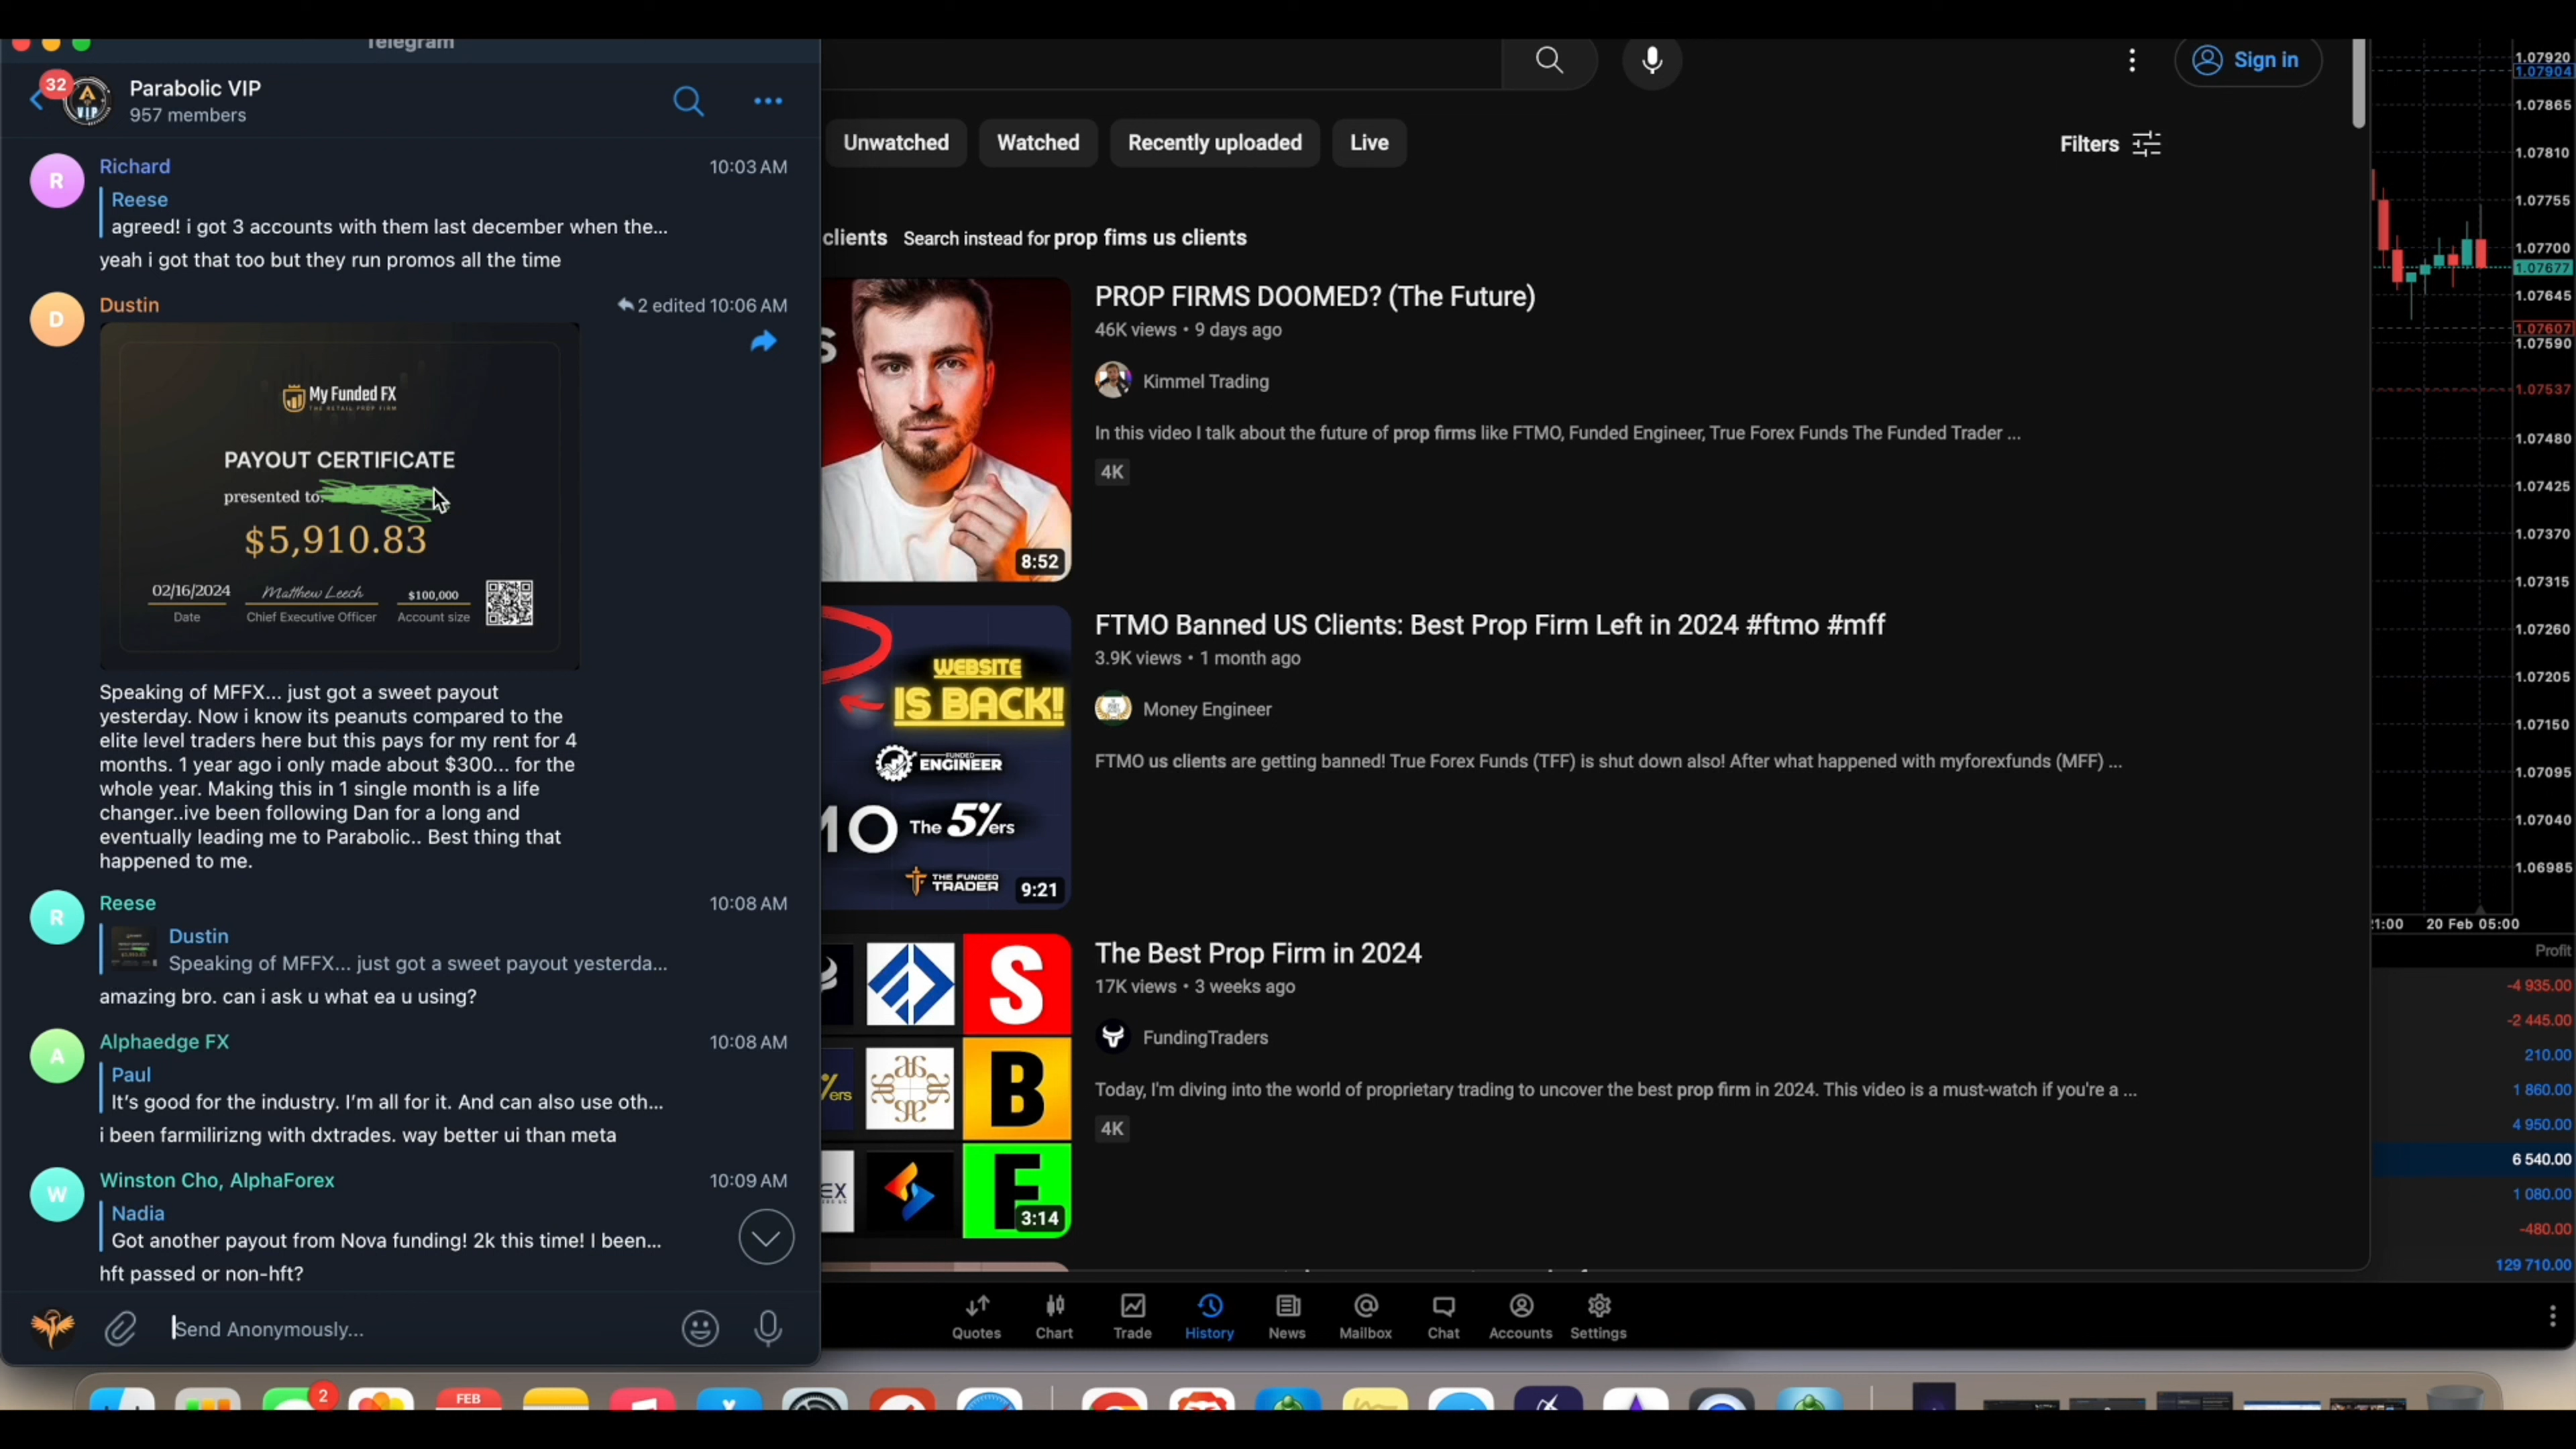 Telegram
32
A
VIP
Parabolic VIP
957 members
R
Richard
10:03 AM
Reese
agreed! i got 3 accounts with them last december when the...
yeah i got that too but they run promos all the time
D
Dustin
2 edited 10:06 AM
My Funded FX
THE RETAIL PROP FIRM
PAYOUT CERTIFICATE
presented to:
$5,910.83
02/16/2024
Matthew Leech
$100,000
Date
Chief Executive Officer
Account size
Speaking of MFFX... just got a sweet payout
yesterday. Now i know its peanuts compared to the
elite level traders here but this pays for my rent for 4
months. 1 year ago i only made about $300... for the
whole year. Making this in 1 single month is a life
changer..ive been following Dan for a long and
eventually leading me to Parabolic.. Best thing that
happened to me.
R
Reese
10:08 AM
Dustin
Speaking of MFFX... just got a sweet payout yesterda...
amazing bro. can i ask u what ea u using?
A
Alphaedge FX
10:08 AM
Paul
It's good for the industry. I'm all for it. And can also use oth...
i been farmilirizng with dxtrades. way better ui than meta
W
Winston Cho, AlphaForex
10:09 AM
Nadia
Got another payout from Nova funding! 2k this time! I been...
hft passed or non-hft?
Send Anonymously...
Sign in
Unwatched
Watched
Recently uploaded
Live
Filters
clients Search instead for prop fims us clients
S
8:52
PROP FIRMS DOOMED? (The Future)
46K views • 9 days ago
Kimmel Trading
In this video I talk about the future of prop firms like FTMO, Funded Engineer, True Forex Funds The Funded Trader ...
4K
WEBSITE
IS BACK!
FUNDED
ENGINEER
MO
The 5%ers
THE FUNDED
TRADER
9:21
FTMO Banned US Clients: Best Prop Firm Left in 2024 #ftmo #mff
3.9K views • 1 month ago
Money Engineer
FTMO us clients are getting banned! True Forex Funds (TFF) is shut down also! After what happened with myforexfunds (MFF) ...
S
%ers
B
EX
F
3:14
The Best Prop Firm in 2024
17K views • 3 weeks ago
FundingTraders
Today, I'm diving into the world of proprietary trading to uncover the best prop firm in 2024. This video is a must-watch if you're a ...
4K
1.07920
1.07904
1.07865
1.07810
1.07755
1.07700
1.07677
1.07645
1.07607
1.07590
1.07537
1.07480
1.07425
1.07370
1.07315
1.07260
1.07205
1.07150
1.07095
1.07040
1.06985
21:00
20 Feb 05:00
Profit
-4 935.00
-2 445.00
210.00
1 860.00
4 950.00
6 540.00
1 080.00
-480.00
129 710.00
Quotes
Chart
Trade
History
News
Mailbox
Chat
Accounts
Settings
2
FEB